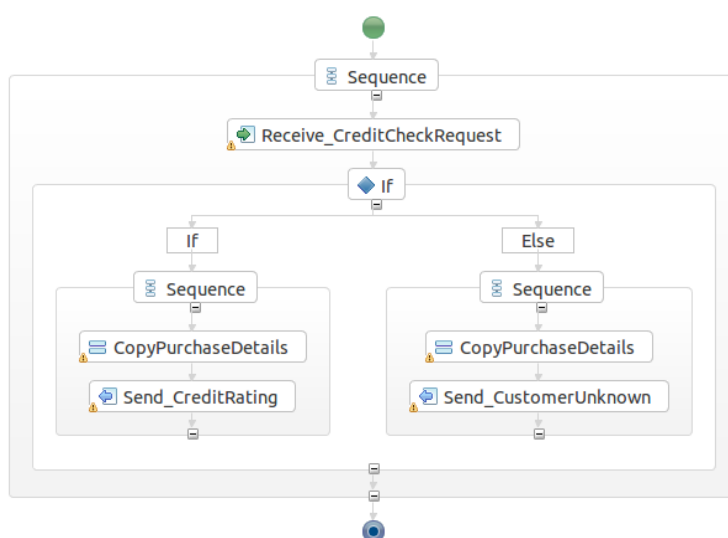 Sequence
Receive_CreditCheckRequest
If
If
Else
Sequence
Sequence
CopyPurchaseDetails
CopyPurchaseDetails
Send_CreditRating
Send_CustomerUnknown